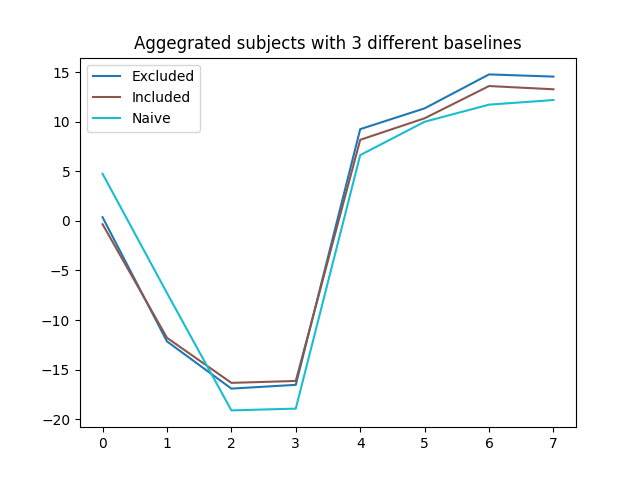 Aggegrated subjects with 3 different baselines
Excluded
Included
Naive
15
10
5
0
−5
−10
−15
−20
0 1 2 3 4 5 6 7